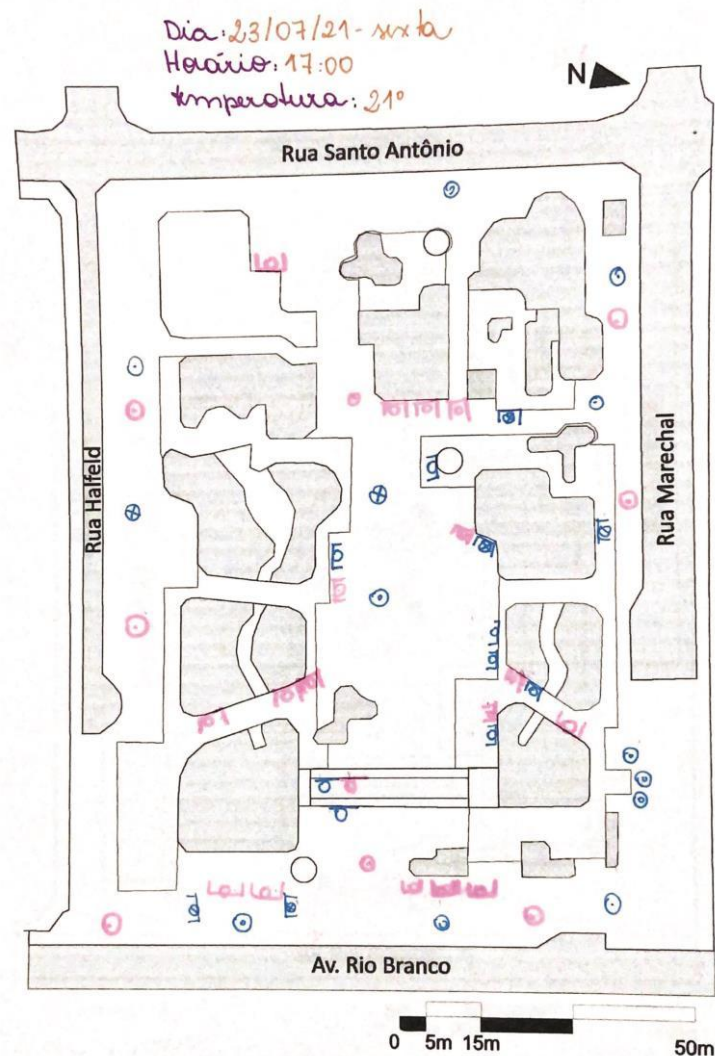 Dia: 23/07/21 - sexta
Horário: 17:00
temperatura: 21°
N
Rua Santo Antônio
Rua Halfeld
Rua Marechal
Av. Rio Branco
0 5m 15m 50m